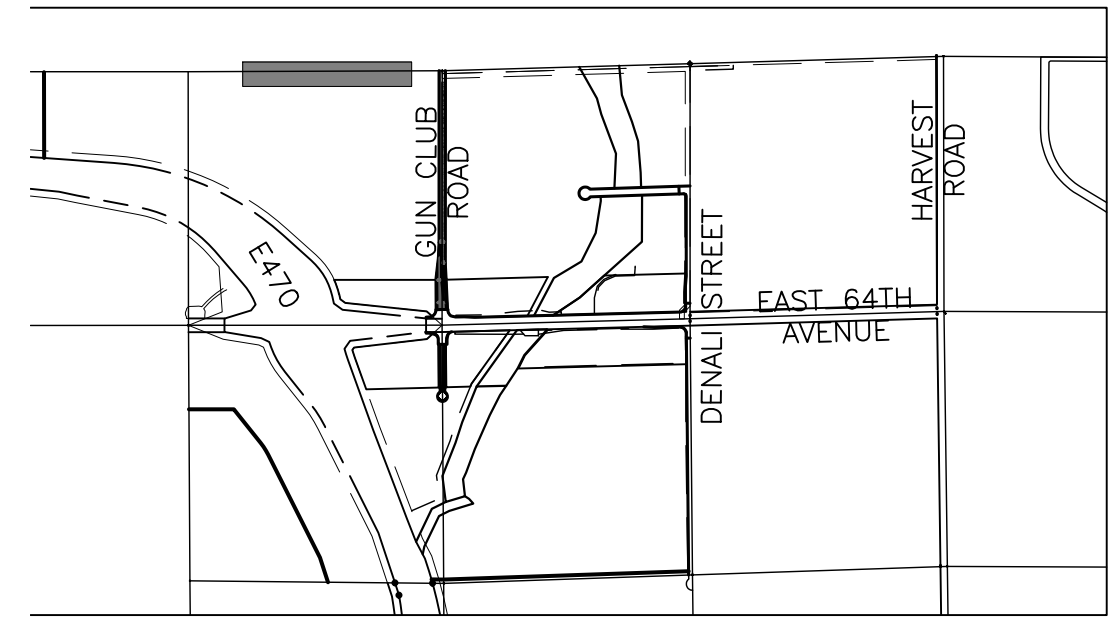 GUN CLUB
ROAD
E470
DENALI STREET
EAST 64TH
AVENUE
HARVEST
ROAD